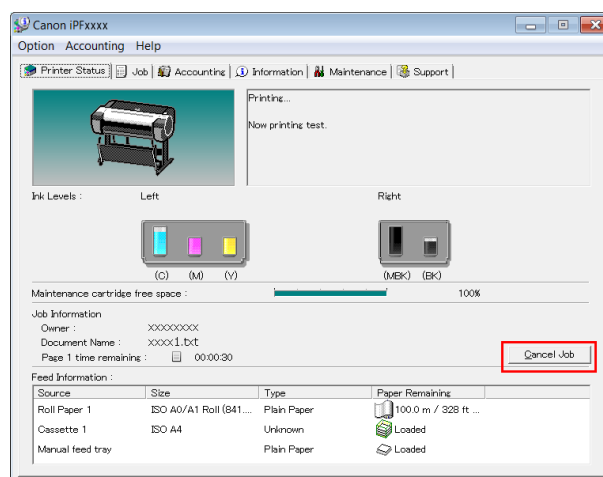 Canon iPFxxxx
Option Accounting Help
Printer Status Job Accounting Information Maintenance Support
Printing...
Now printing test.
Ink Levels : Left Right
(C) (M) (Y) (MBK) (BK)
Maintenance cartridge free space : 100%
Job Information
Owner : XXXXXXXX
Document Name : xxxx1.txt
Page 1 time remaining : 00:00:30
Cancel Job
Feed Information :
Source Size Type Paper Remaining
Roll Paper 1 ISO A0/A1 Roll (841.... Plain Paper 100.0 m / 328 ft ...
Cassette 1 ISO A4 Unknown Loaded
Manual feed tray Plain Paper Loaded